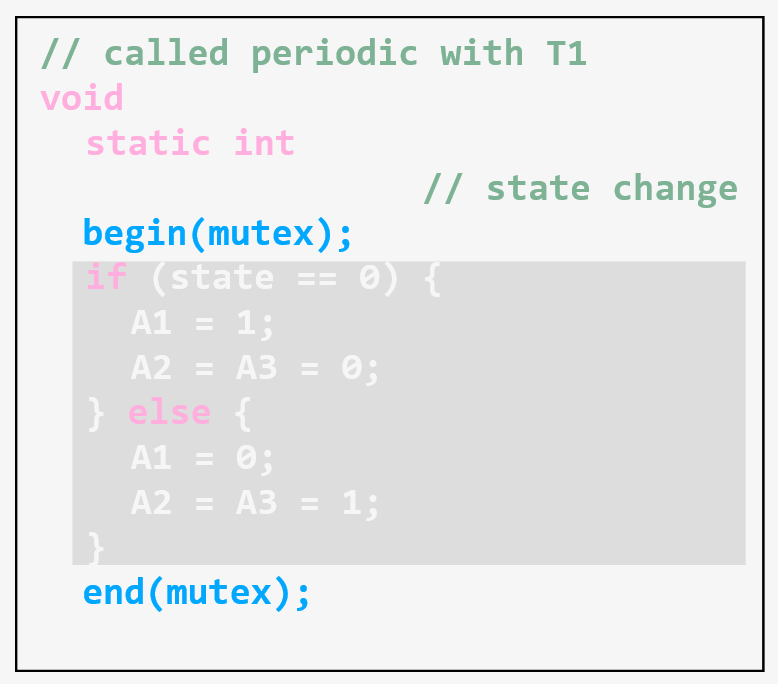 // called periodic with T1
void
static int
// state change
begin(mutex);
if (state == 0) {
A1 = 1;
A2 = A3 = 0;
} else {
A1 = 0;
A2 = A3 = 1;
}
end(mutex);